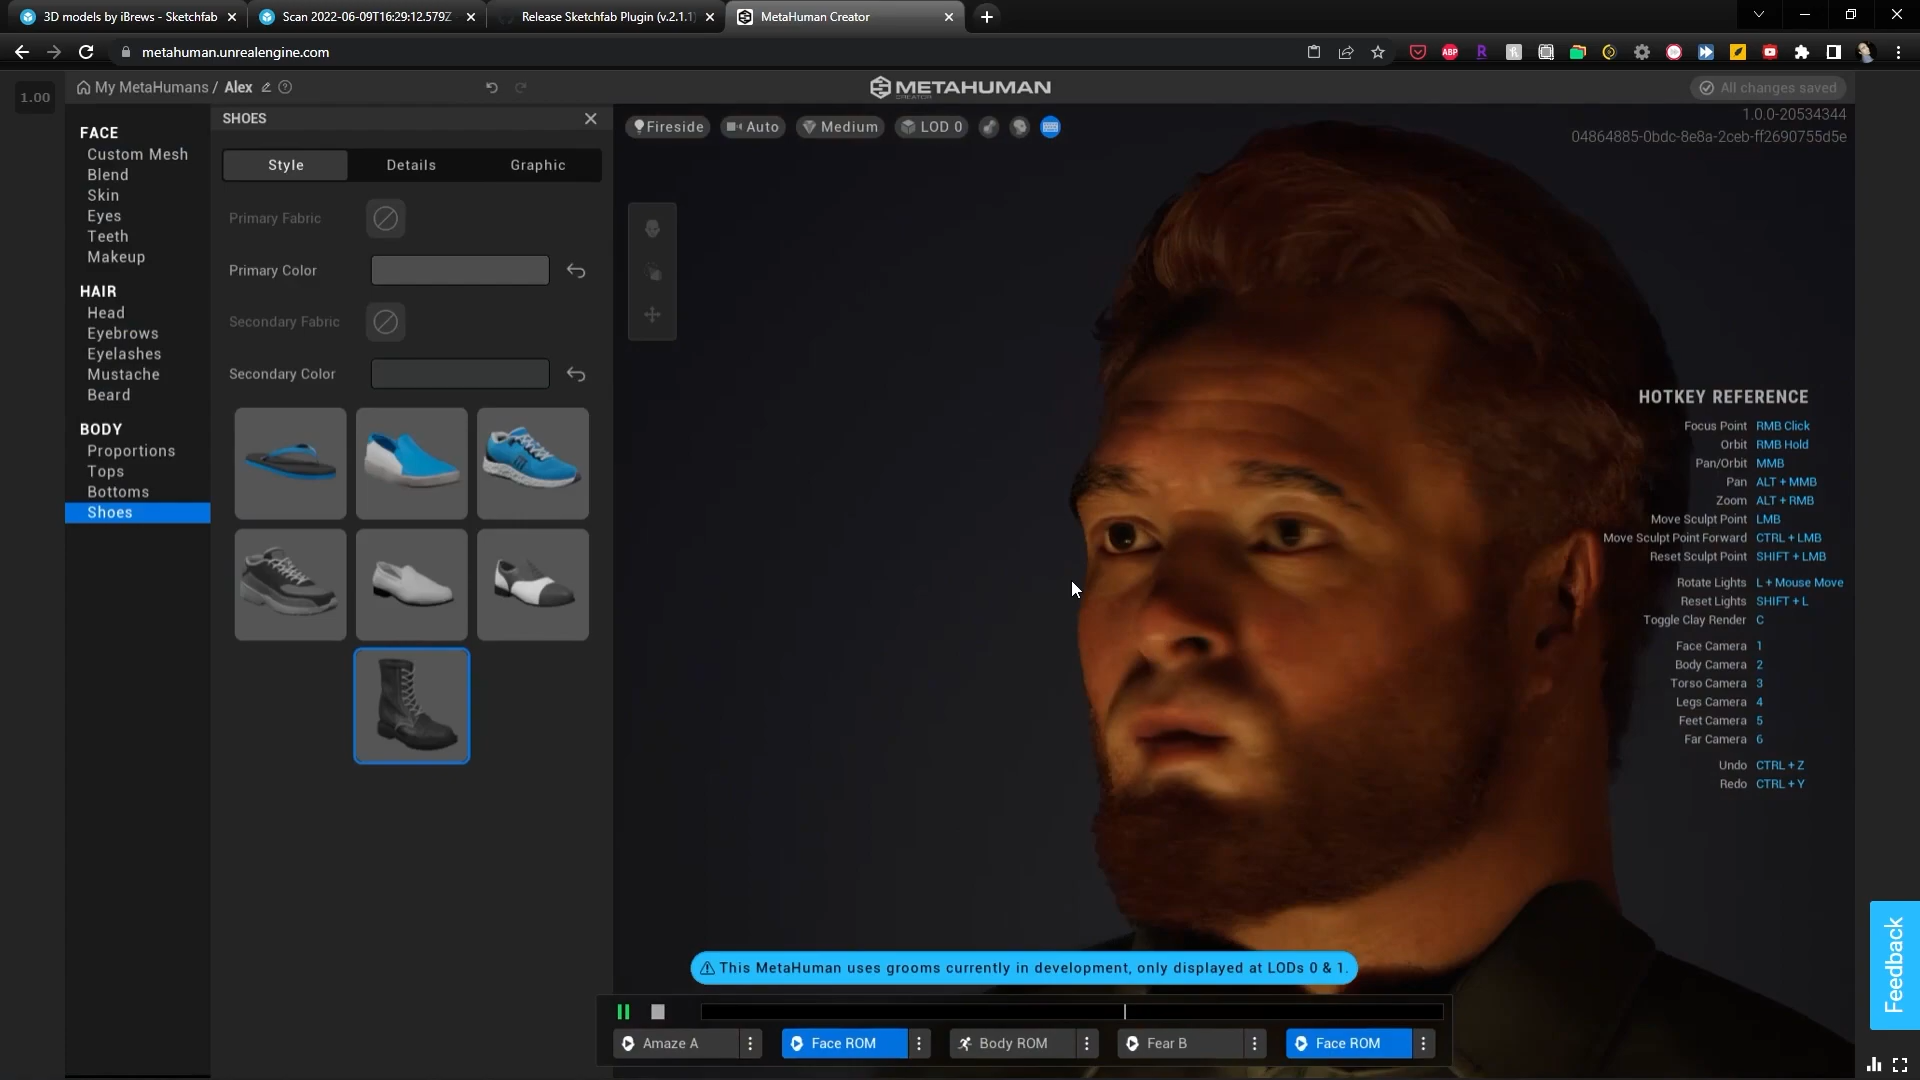 3D models by iBrews - Sketchfab
Scan 2022-06-09T16:29:12.579Z
Release Sketchfab Plugin (v.2.1.1)
MetaHuman Creator
metahuman.unrealengine.com
1.00
My MetaHumans / Alex
METAHUMAN
CREATOR
All changes saved
1.0.0-20534344
04864885-0bdc-8e8a-2ceb-ff2690755d5e
FACE
Custom Mesh
Blend
Skin
Eyes
Teeth
Makeup
HAIR
Head
Eyebrows
Eyelashes
Mustache
Beard
BODY
Proportions
Tops
Bottoms
Shoes
SHOES
Style Details Graphic
Primary Fabric
Primary Color
Secondary Fabric
Secondary Color
Fireside Auto Medium LOD 0
HOTKEY REFERENCE
Focus Point RMB Click
Orbit RMB Hold
Pan/Orbit MMB
Pan ALT + MMB
Zoom ALT + RMB
Move Sculpt Point LMB
Move Sculpt Point Forward CTRL + LMB
Reset Sculpt Point SHIFT + LMB
Rotate Lights L + Mouse Move
Reset Lights SHIFT + L
Toggle Clay Render C
Face Camera 1
Body Camera 2
Torso Camera 3
Legs Camera 4
Feet Camera 5
Far Camera 6
Undo CTRL + Z
Redo CTRL + Y
This MetaHuman uses grooms currently in development, only displayed at LODs 0 & 1.
Amaze A Face ROM Body ROM Fear B Face ROM
Feedback
ABP